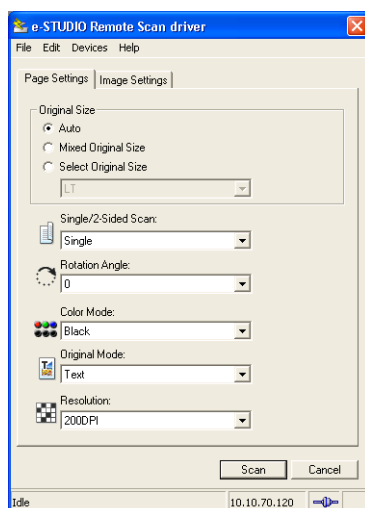 e-STUDIO Remote Scan driver
File Edit Devices Help
Page Settings Image Settings
Original Size
Auto
Mixed Original Size
Select Original Size
LT
Single/2-Sided Scan:
Single
Rotation Angle:
0
Color Mode:
Black
Original Mode:
Text
Resolution:
200DPI
Scan Cancel
Idle 10.10.70.120